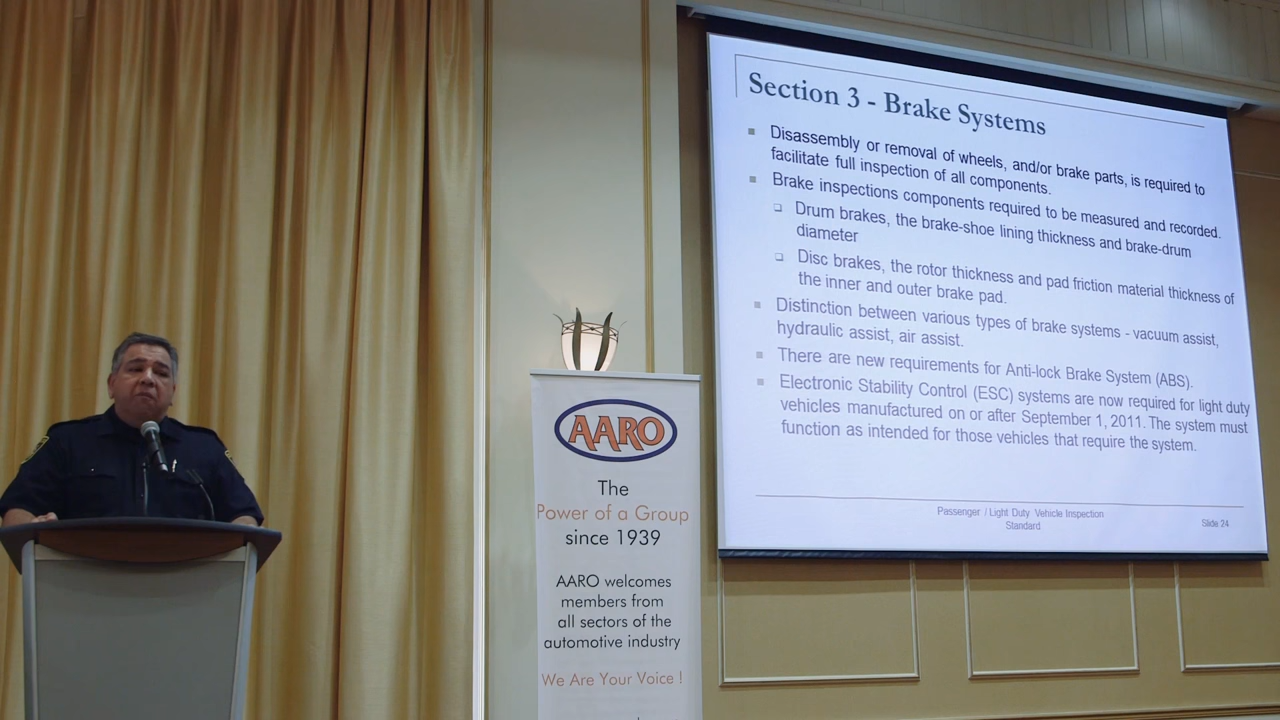 Section 3 - Brake Systems
Disassembly or removal of wheels, and/or brake parts, is required to
facilitate full inspection of all components.
Brake inspections components required to be measured and recorded.
Drum brakes, the brake-shoe lining thickness and brake-drum
diameter
Disc brakes, the rotor thickness and pad friction material thickness of
the inner and outer brake pad.
Distinction between various types of brake systems - vacuum assist,
hydraulic assist, air assist.
There are new requirements for Anti-lock Brake System (ABS).
Electronic Stability Control (ESC) systems are now required for light duty
vehicles manufactured on or after September 1, 2011. The system must
function as intended for those vehicles that require the system.
Passenger / Light Duty Vehicle Inspection
Standard.
Slide 24
AARO
The
Power of a Group
since 1939
AARO welcomes
members from
all sectors of the
automotive industry
We Are Your Voice !